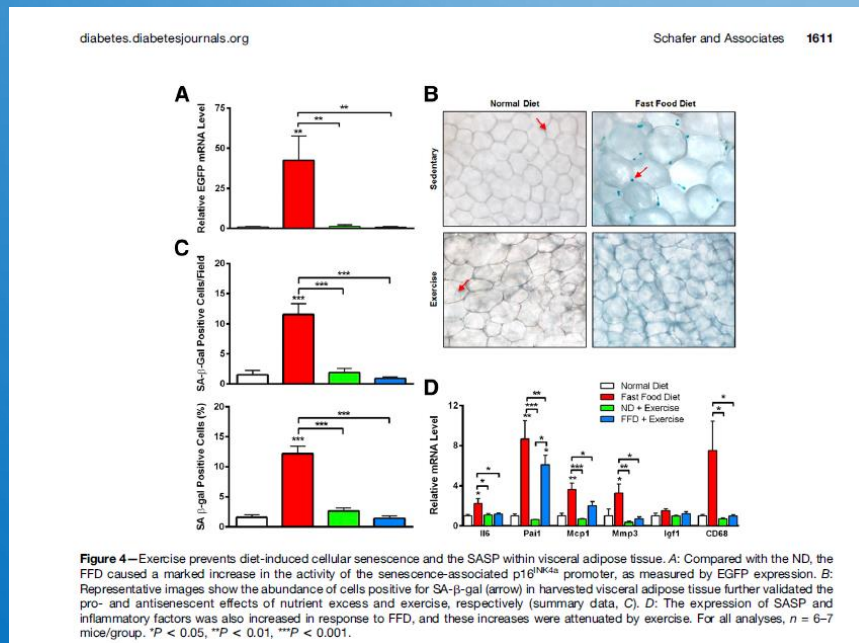 diabetes.diabetesjournals.org
Schafer and Associates 1611
A
Relative EGFP mRNA Level
75
50
25
0
**
**
**
B
Normal Diet
Fast Food Diet
Sedentary
Exercise
C
SA-β-Gal Positive Cells/Field
20
15
10
5
0
***
***
***
SA β-gal Positive Cells (%)
20
15
10
5
0
***
***
***
D
Normal Diet
Fast Food Diet
ND + Exercise
FFD + Exercise
Relative mRNA Level
12
8
4
0
*
*
*
**
***
**
*
*
*
***
**
*
**
*
*
*
Il6
Pai1
Mcp1
Mmp3
Igf1
CD68
Figure 4—Exercise prevents diet-induced cellular senescence and the SASP within visceral adipose tissue. A: Compared with the ND, the
FFD caused a marked increase in the activity of the senescence-associated p16INK4a promoter, as measured by EGFP expression. B:
Representative images show the abundance of cells positive for SA-β-gal (arrow) in harvested visceral adipose tissue further validated the
pro- and antisenescent effects of nutrient excess and exercise, respectively (summary data, C). D: The expression of SASP and
inflammatory factors was also increased in response to FFD, and these increases were attenuated by exercise. For all analyses, n = 6–7
mice/group. *P < 0.05, **P < 0.01, ***P < 0.001.